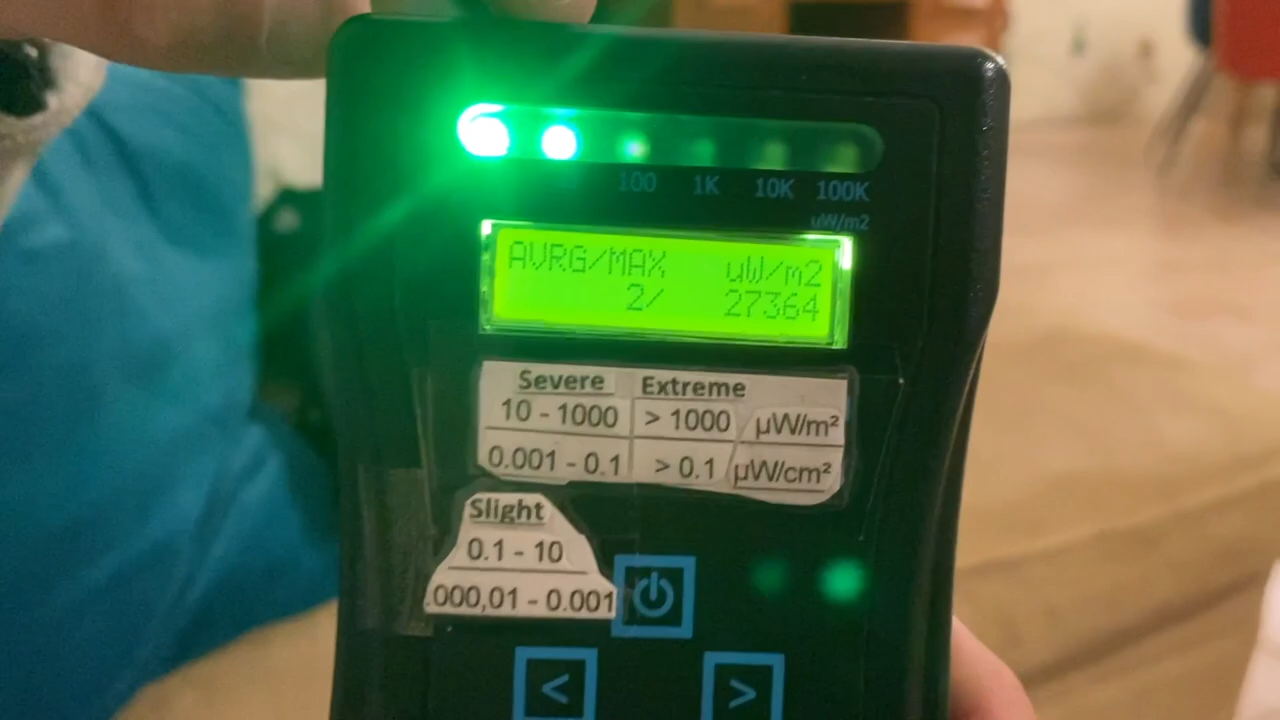 100 1K 10K 100K
uW/m2
AVRG/MAX uW/m2
2/ 27364
Severe Extreme
10 - 1000 > 1000 µW/m²
0.001 - 0.1 > 0.1 µW/cm²
Slight
0.1 - 10
.000,01 - 0.001
< >